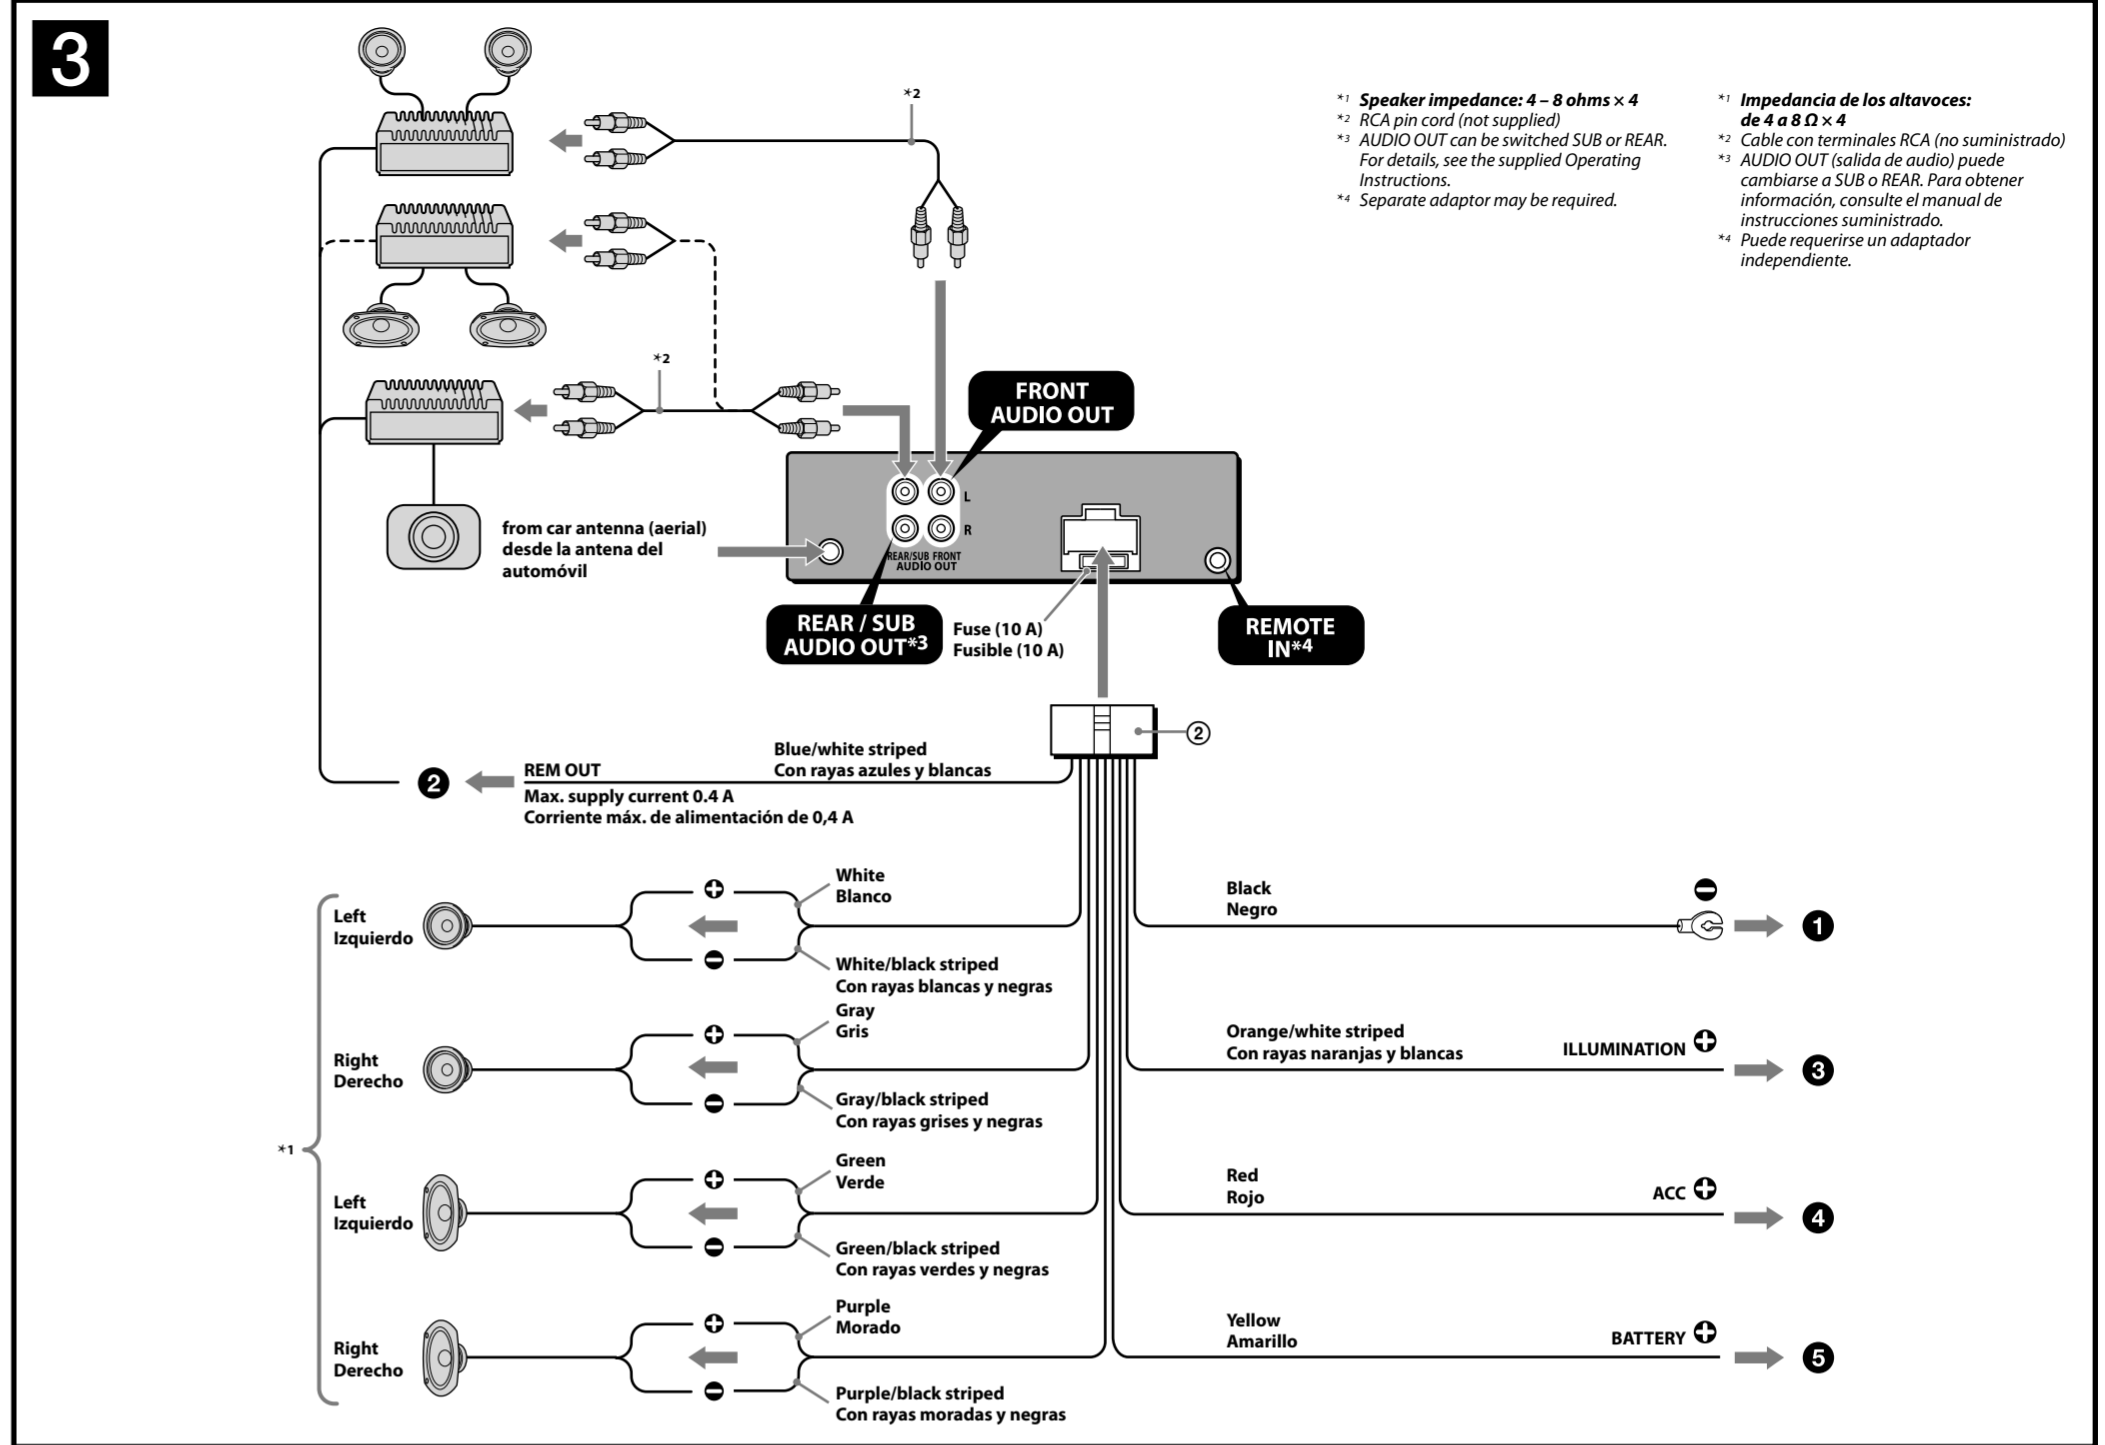 3
*2
*1 Speaker impedance: 4 – 8 ohms × 4
*2 RCA pin cord (not supplied)
*3 AUDIO OUT can be switched SUB or REAR.
For details, see the supplied Operating
Instructions.
*4 Separate adaptor may be required.
*1 Impedancia de los altavoces:
de 4 a 8 Ω × 4
*2 Cable con terminales RCA (no suministrado)
*3 AUDIO OUT (salida de audio) puede
cambiarse a SUB o REAR. Para obtener
información, consulte el manual de
instrucciones suministrado.
*4 Puede requerirse un adaptador
independiente.
*2
FRONT
AUDIO OUT
L
R
REAR/SUB FRONT
AUDIO OUT
from car antenna (aerial)
desde la antena del
automóvil
REAR / SUB
AUDIO OUT*3
Fuse (10 A)
Fusible (10 A)
REMOTE
IN*4
②
Blue/white striped
Con rayas azules y blancas
❷
REM OUT
Max. supply current 0.4 A
Corriente máx. de alimentación de 0,4 A
*1
Left
Izquierdo
+
−
White
Blanco
White/black striped
Con rayas blancas y negras
Right
Derecho
+
−
Gray
Gris
Gray/black striped
Con rayas grises y negras
Left
Izquierdo
+
−
Green
Verde
Green/black striped
Con rayas verdes y negras
Right
Derecho
+
−
Purple
Morado
Purple/black striped
Con rayas moradas y negras
Black
Negro
−
❶
Orange/white striped
Con rayas naranjas y blancas
ILLUMINATION +
❸
Red
Rojo
ACC +
❹
Yellow
Amarillo
BATTERY +
❺